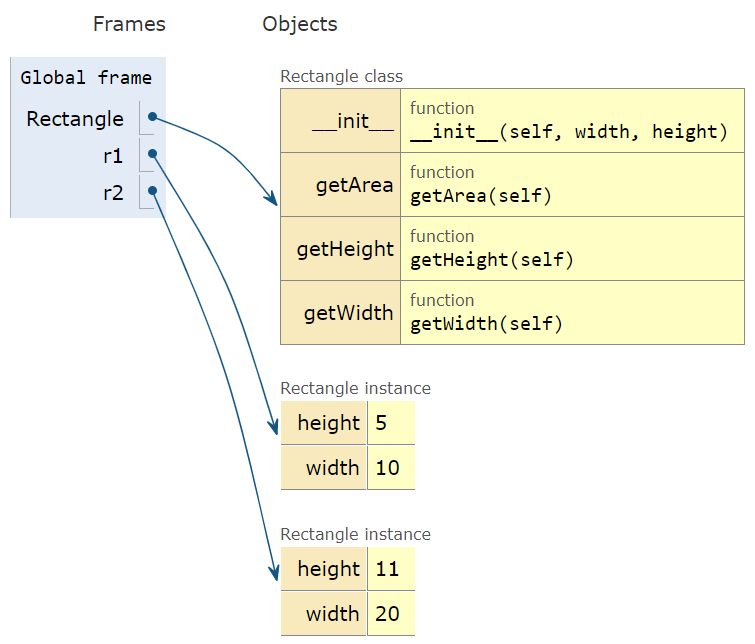 Frames Objects
Global frame
Rectangle
r1
r2
Rectangle class
__init__ function
__init__(self, width, height)
getArea function
getArea(self)
getHeight function
getHeight(self)
getWidth function
getWidth(self)
Rectangle instance
height 5
width 10
Rectangle instance
height 11
width 20